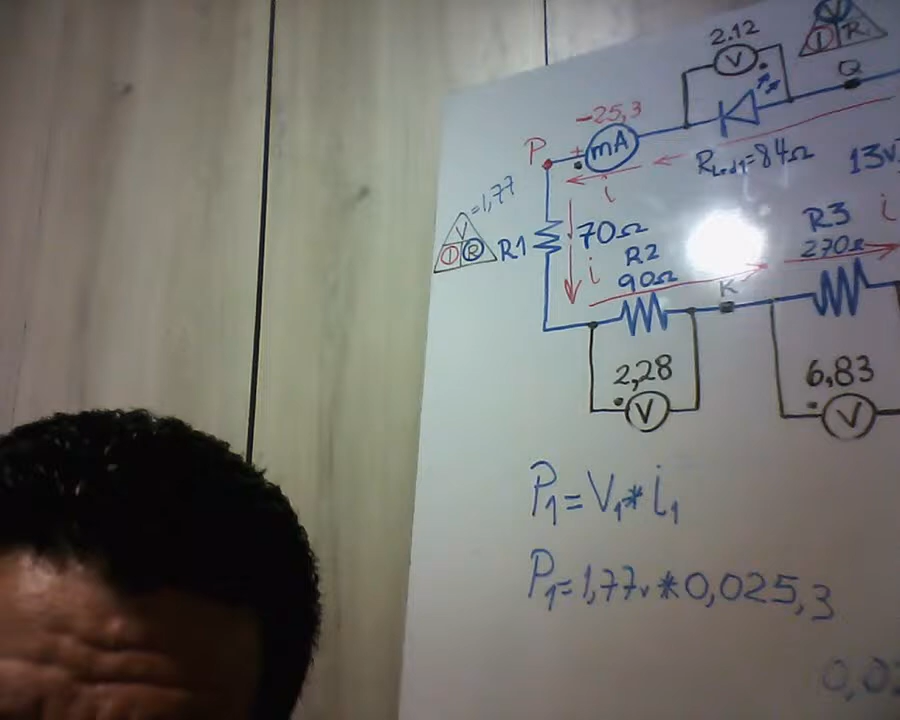 2.12
V
V
I R
Q
-25,3
P + mA
RLed1=84Ω
13v
i
=1,77
V
I R
R1
70Ω
R3
i
R2
270Ω
i
90Ω
K
2,28
6,83
V
V
P1=V1*i1
P1=1,77v*0,025,3